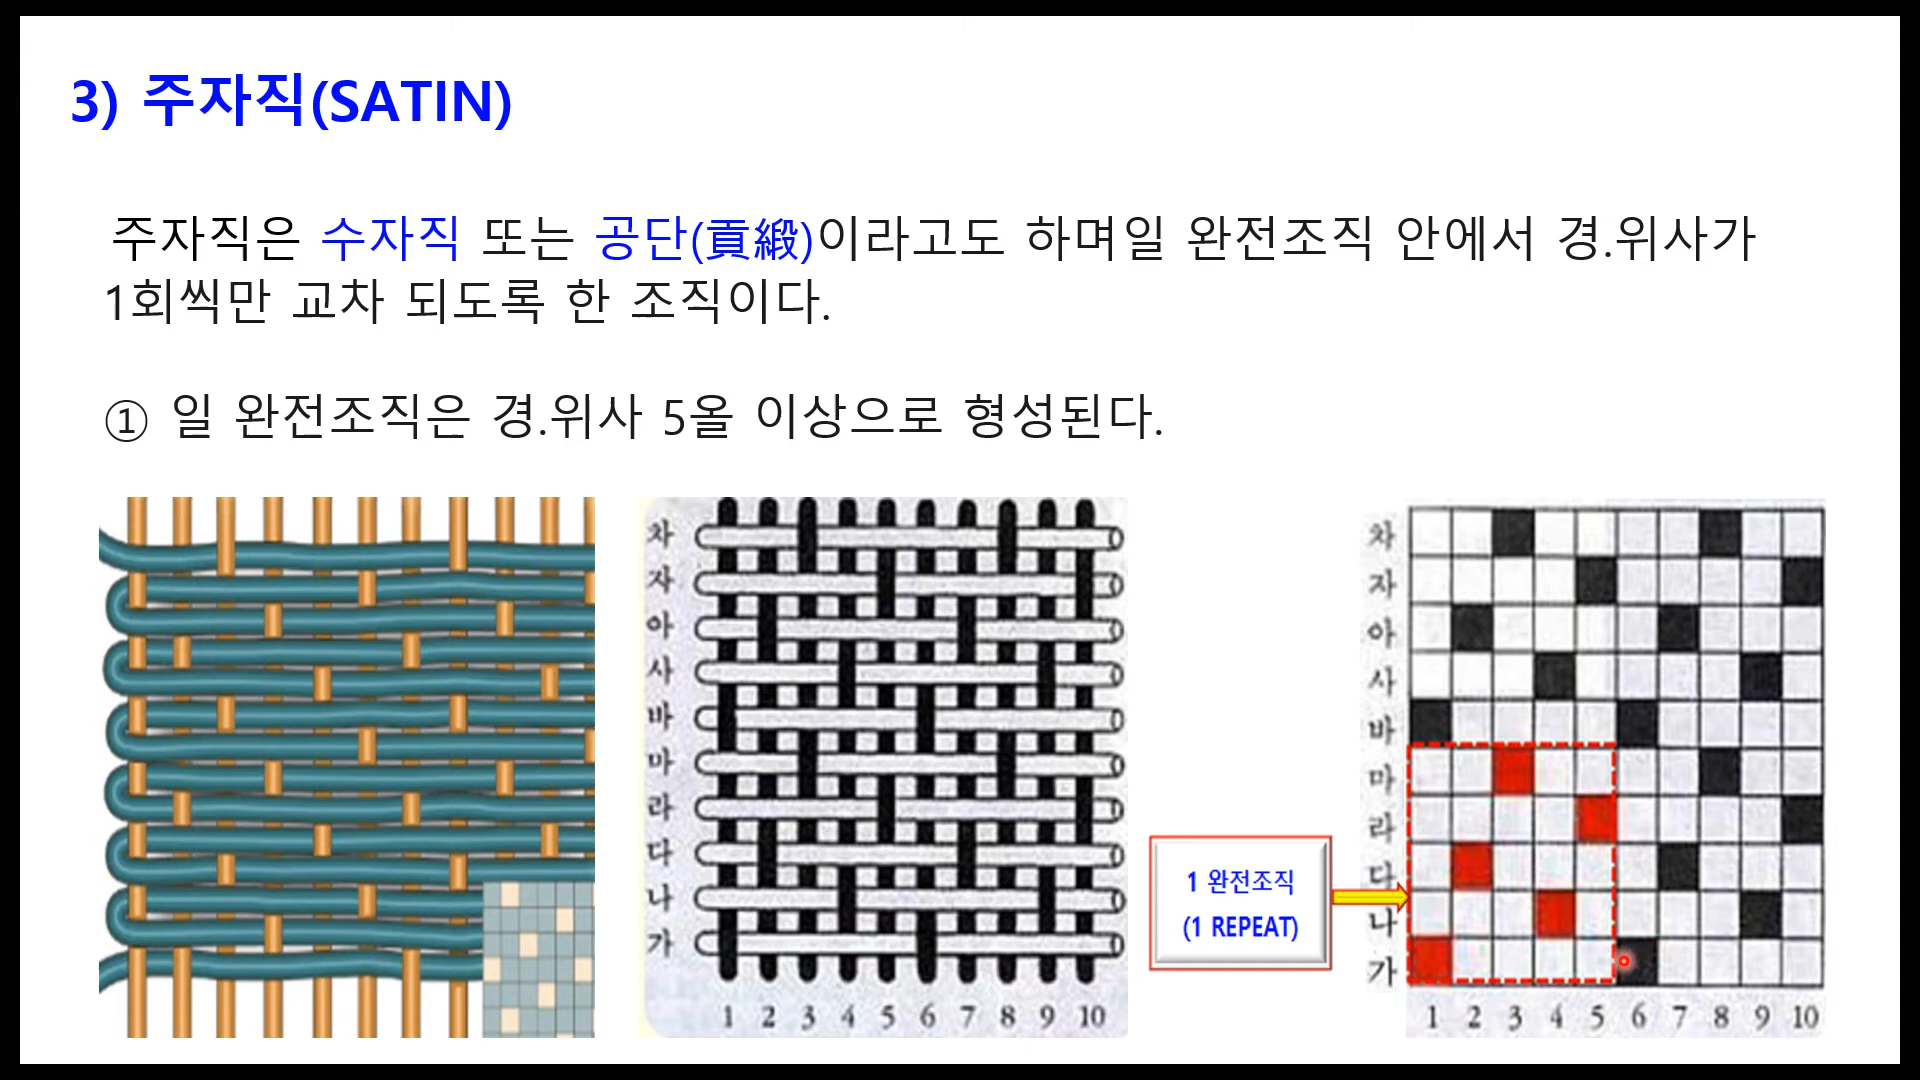 3) 주자직(SATIN)
주자직은 수자직 또는 공단(貢緞)이라고도 하며일 완전조직 안에서 경.위사가
1회씩만 교차 되도록 한 조직이다.
① 일 완전조직은 경.위사 5올 이상으로 형성된다.
차
자
아
사
바
마
라
다
나
가
1 2 3 4 5 6 7 8 9 10
1 완전조직
(1 REPEAT)
차
자
아
사
바
마
라
다
나
가
1 2 3 4 5 6 7 8 9 10